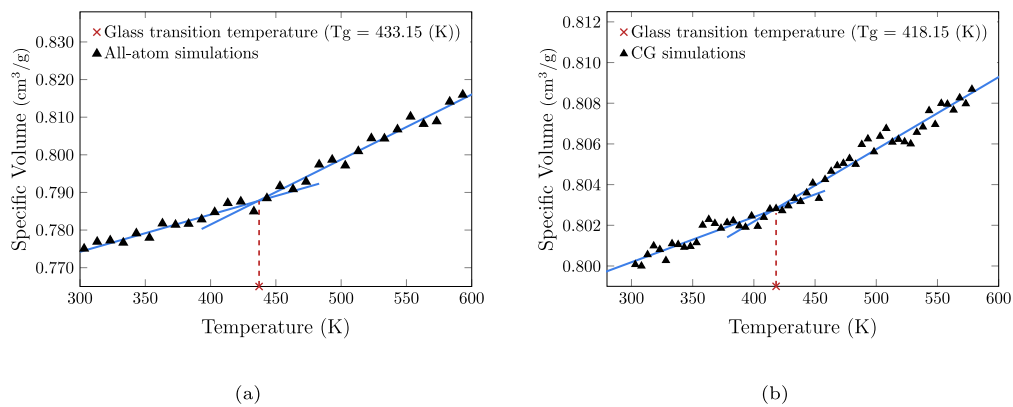 × Glass transition temperature (Tg = 433.15 (K))
▲ All-atom simulations
Specific Volume (cm³/g)
0.830
0.820
0.810
0.800
0.790
0.780
0.770
300 350 400 450 500 550 600
Temperature (K)
(a)
× Glass transition temperature (Tg = 418.15 (K))
▲ CG simulations
Specific Volume (cm³/g)
0.812
0.810
0.808
0.806
0.804
0.802
0.800
300 350 400 450 500 550 600
Temperature (K)
(b)